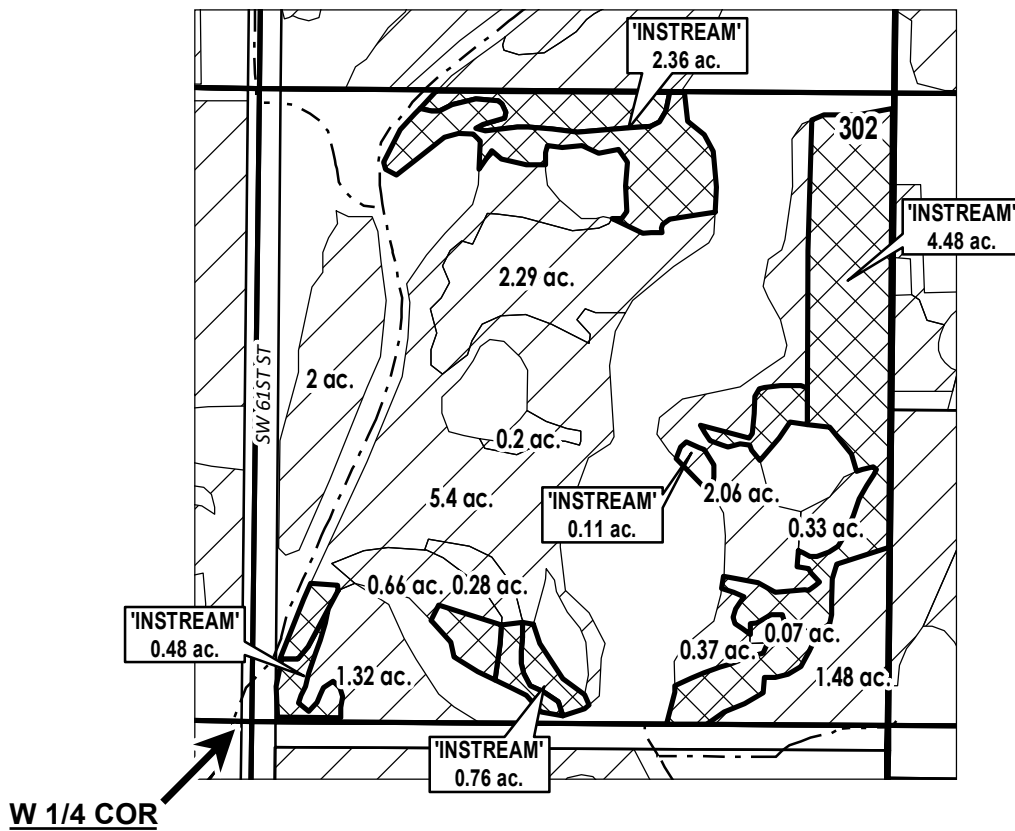 'INSTREAM'
2.36 ac.
302
'INSTREAM'
4.48 ac.
2.29 ac.
SW 61ST ST
2 ac.
0.2 ac.
5.4 ac.
'INSTREAM'
0.11 ac.
2.06 ac.
0.33 ac.
0.66 ac.
0.28 ac.
'INSTREAM'
0.48 ac.
1.32 ac.
0.37 ac.
0.07 ac.
1.48 ac.
'INSTREAM'
0.76 ac.
W 1/4 COR